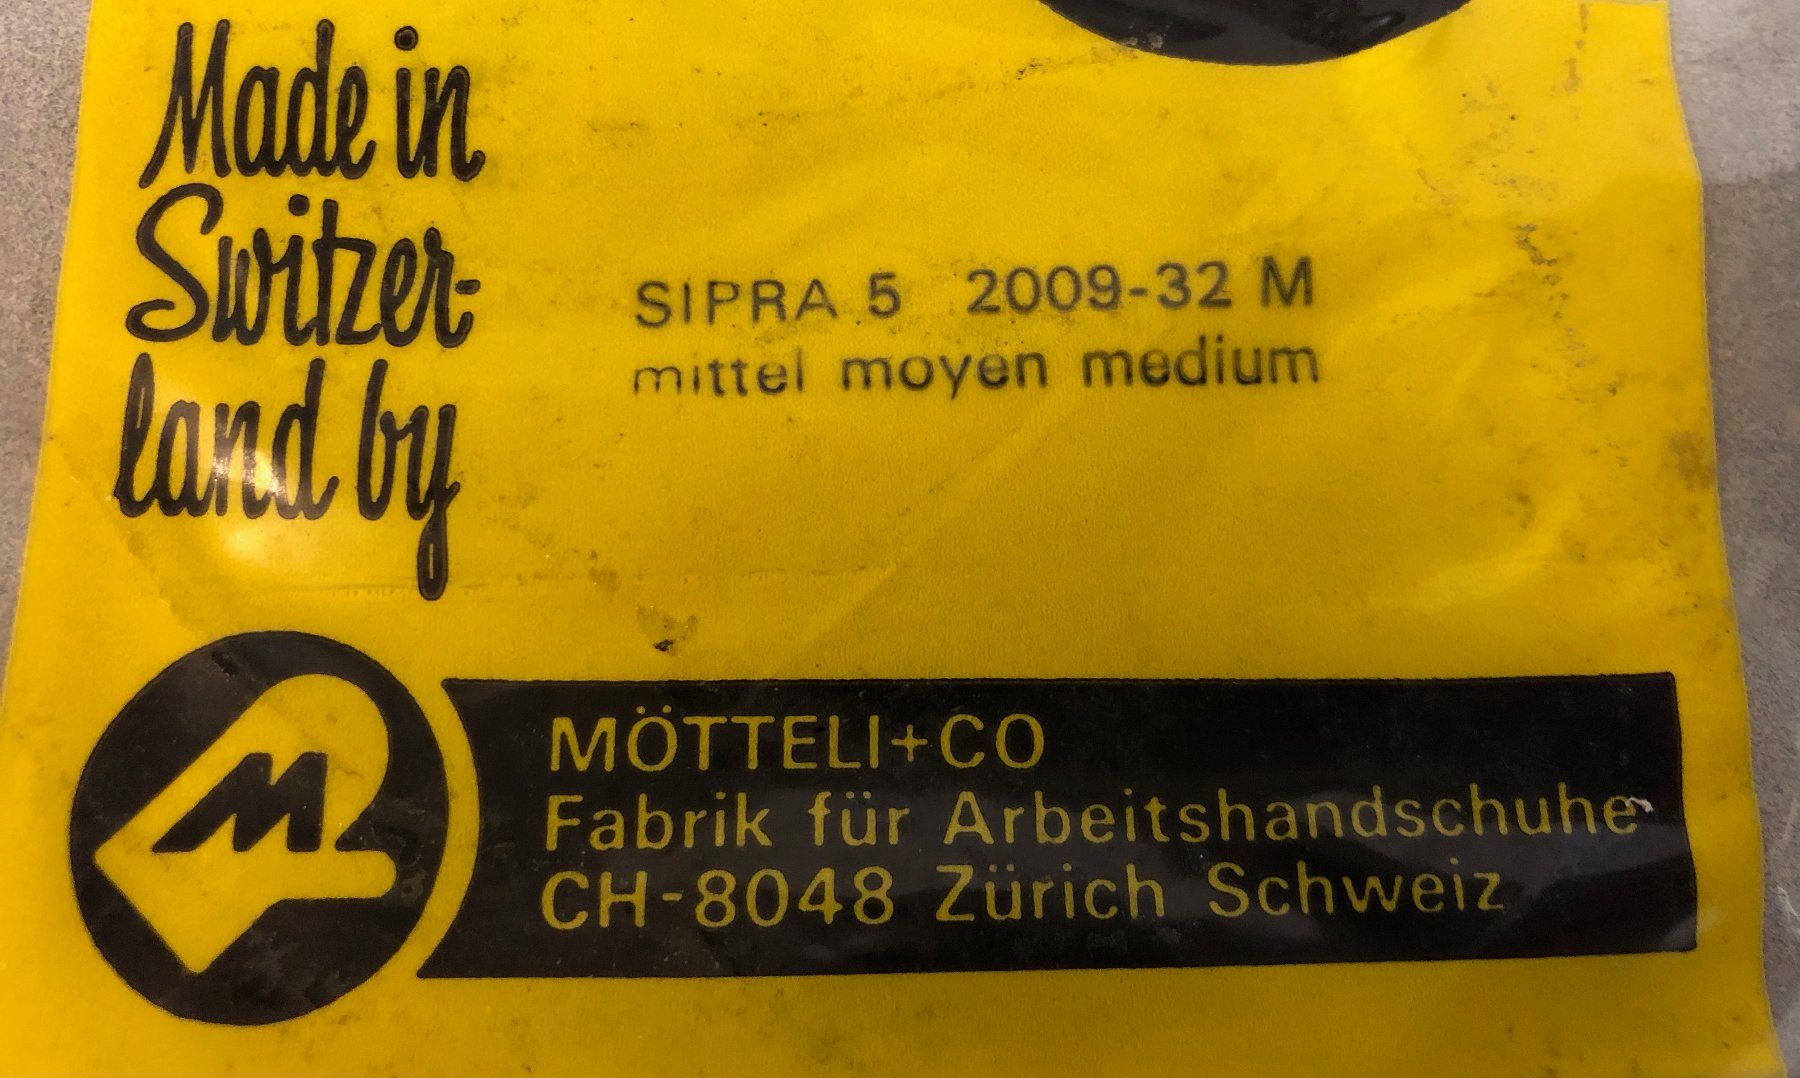 Made in
Switzer-
land by
SIPRA 5 2009-32 M
mittel moyen medium
M
MÖTTELI+CO
Fabrik für Arbeitshandschuhe
CH-8048 Zürich Schweiz